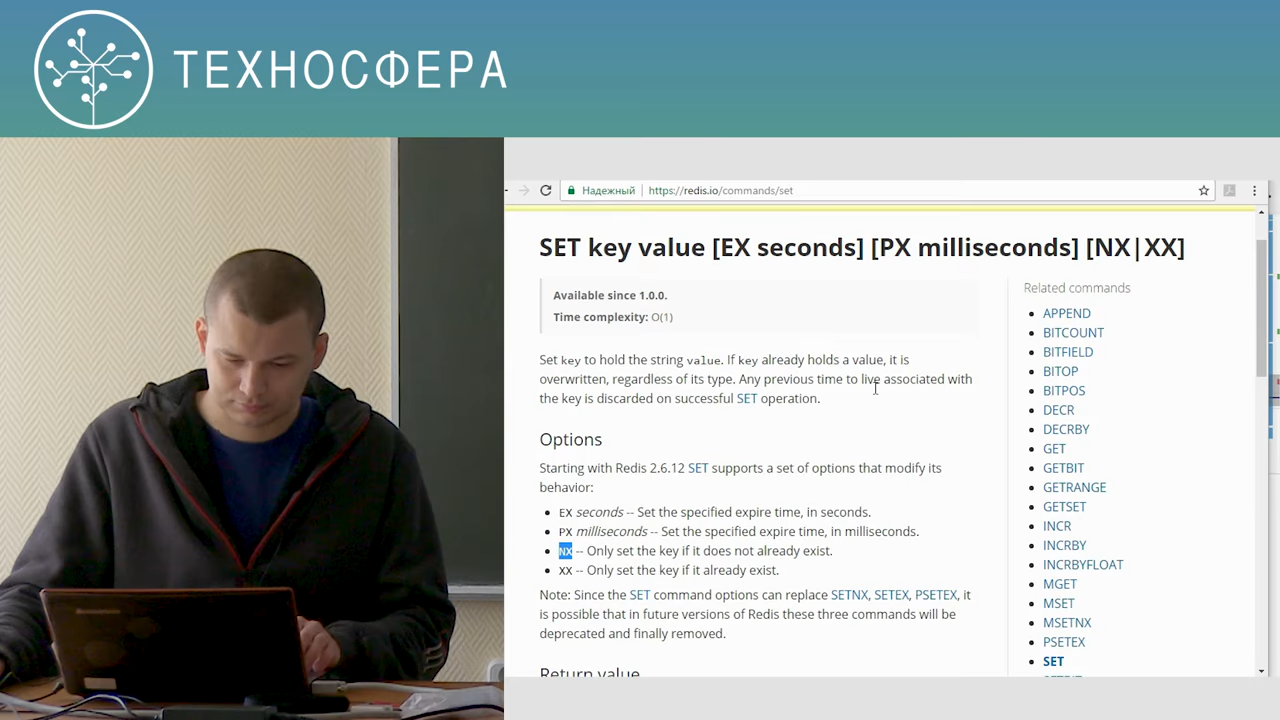 ТЕХНОСФЕРА
Надежный
https://redis.io/commands/set
SET key value [EX seconds] [PX milliseconds] [NX|XX]
Available since 1.0.0.
Time complexity: O(1)
Set key to hold the string value. If key already holds a value, it is
overwritten, regardless of its type. Any previous time to live associated with
the key is discarded on successful SET operation.
Options
Starting with Redis 2.6.12 SET supports a set of options that modify its
behavior:
EX seconds -- Set the specified expire time, in seconds.
PX milliseconds -- Set the specified expire time, in milliseconds.
NX -- Only set the key if it does not already exist.
XX -- Only set the key if it already exist.
Note: Since the SET command options can replace SETNX, SETEX, PSETEX, it
is possible that in future versions of Redis these three commands will be
deprecated and finally removed.
Return value
Related commands
APPEND
BITCOUNT
BITFIELD
BITOP
BITPOS
DECR
DECRBY
GET
GETBIT
GETRANGE
GETSET
INCR
INCRBY
INCRBYFLOAT
MGET
MSET
MSETNX
PSETEX
SET